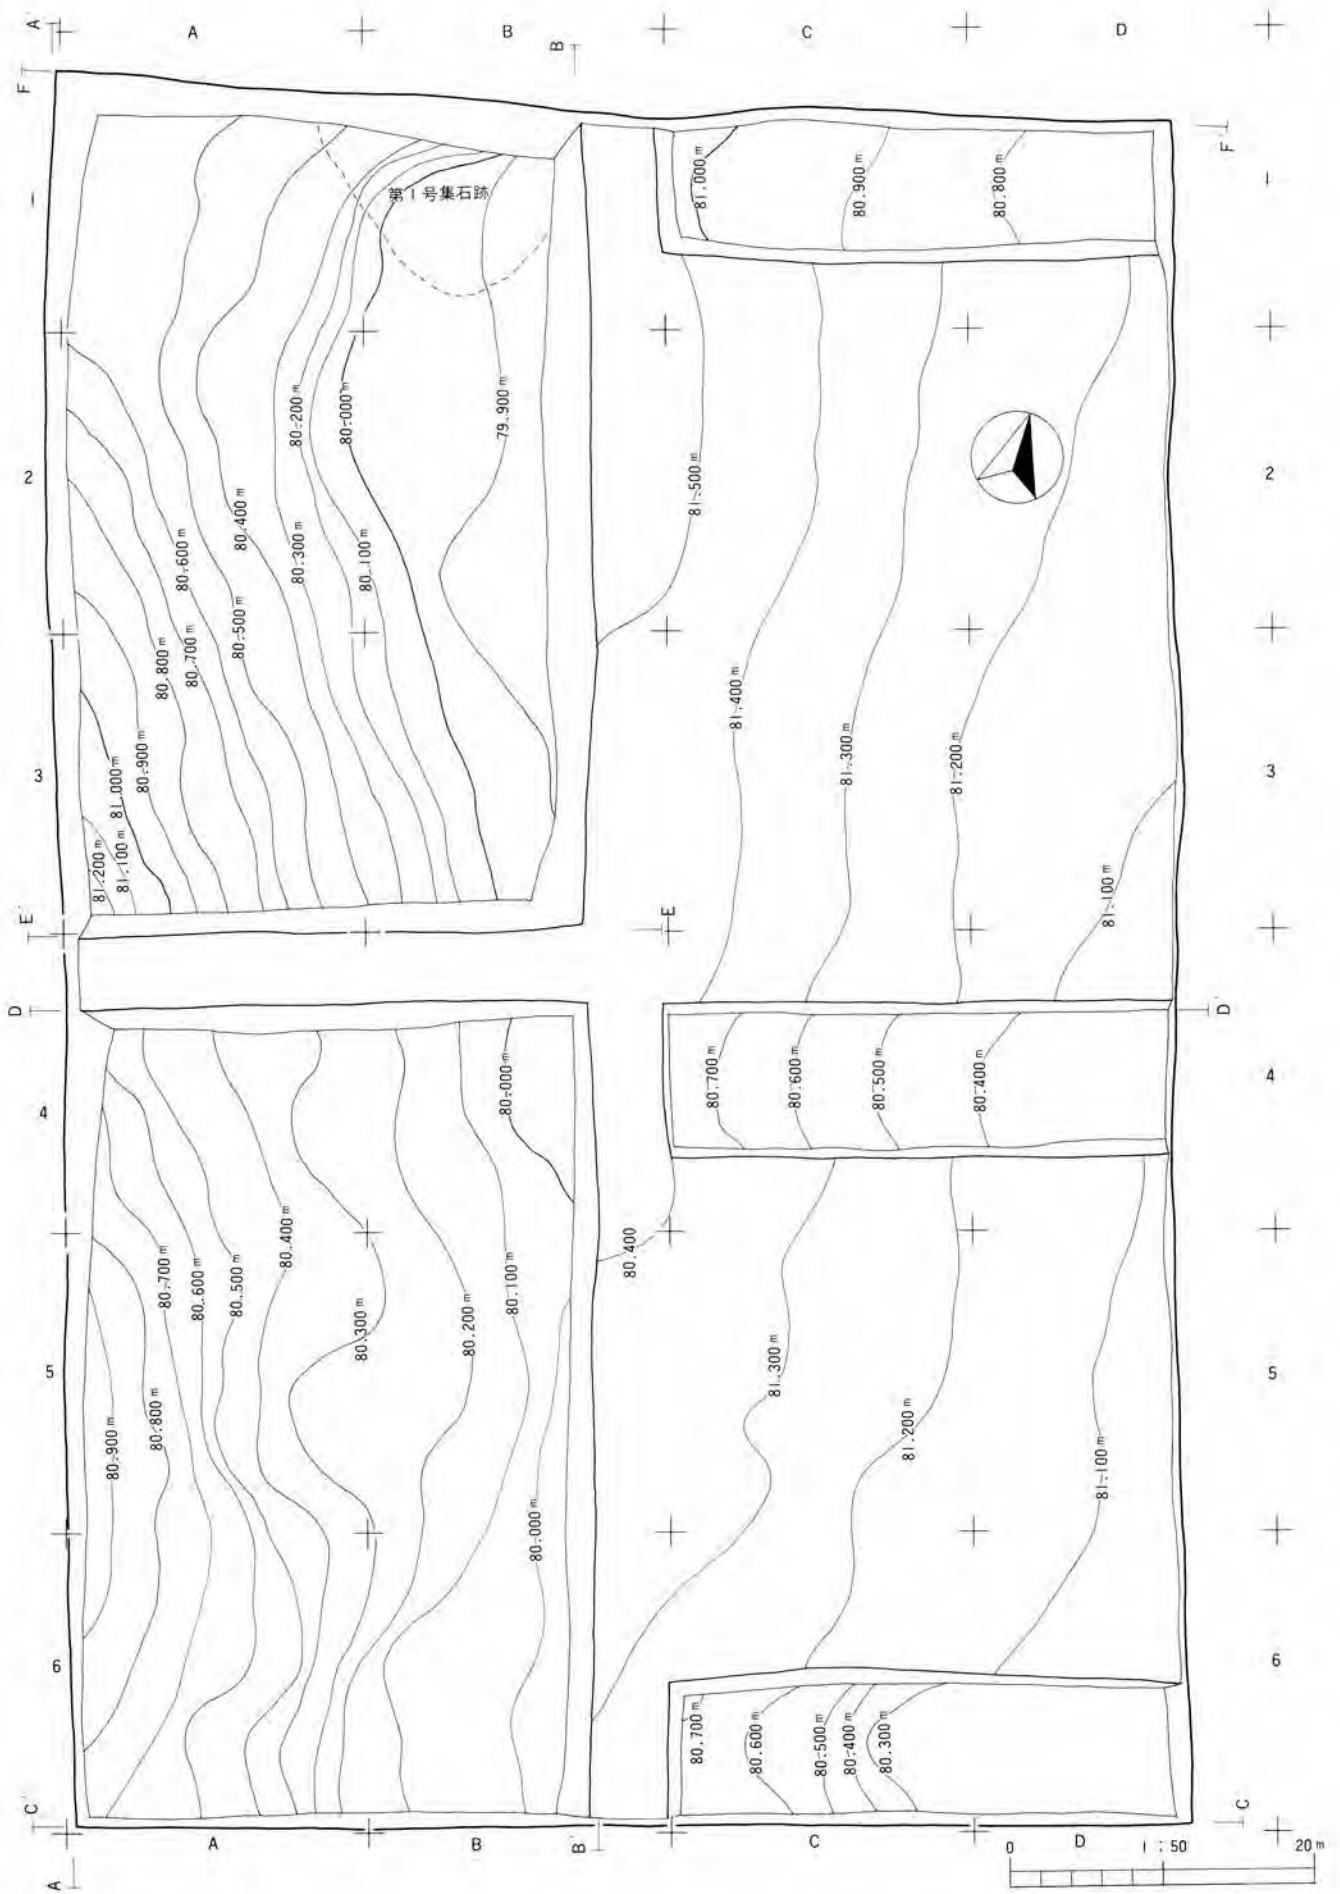 A'
A
B
B'
C
D
F
F'
1
1
第1号集石跡
81.000m
80.900m
80.800m
2
2
80.200m
80.000m
79.900m
81.500m
80.400m
80.600m
80.300m
80.100m
80.500m
80.700m
80.800m
81.400m
81.300m
81.200m
3
3
80.900m
81.000m
81.100m
81.200m
81.100m
E'
E
D
D'
80.000m
80.700m
80.600m
80.500m
80.400m
4
4
80.400m
80.400
80.700m
80.600m
80.500m
80.100m
80.300m
80.200m
81.300m
5
5
80.900m
80.800m
81.200m
81.100m
80.000m
6
6
80.700m
80.600m
80.500m
80.400m
80.300m
C'
C
A
B
B
C
D
A
0 1:50 20m